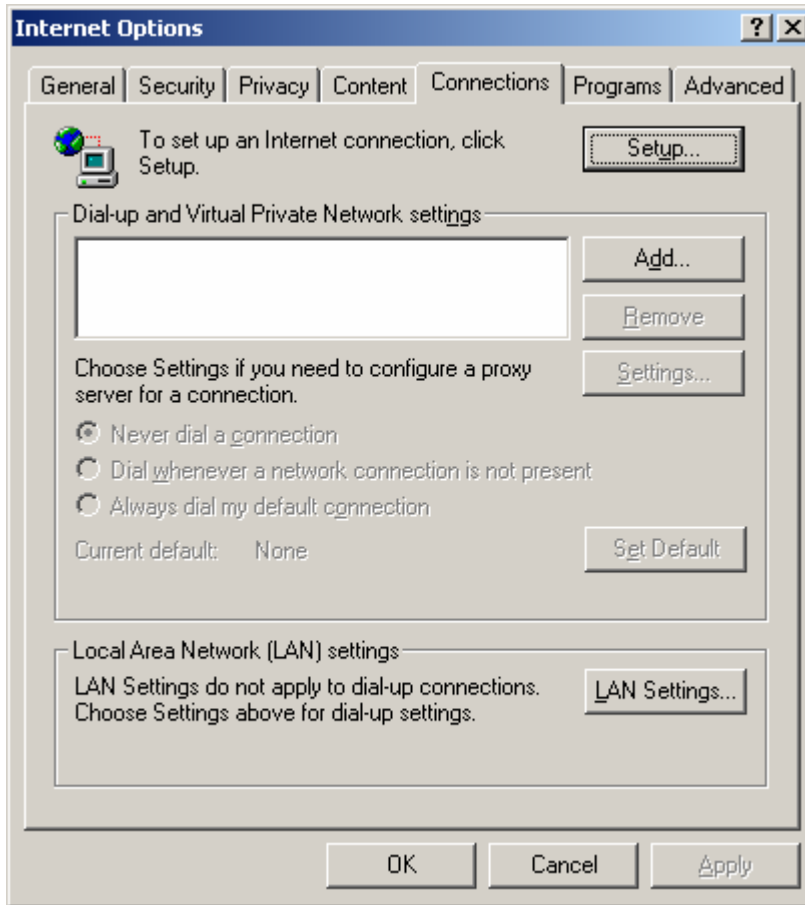 Internet Options
General Security Privacy Content Connections Programs Advanced
To set up an Internet connection, click
Setup.
Setup...
Dial-up and Virtual Private Network settings
Add...
Remove
Choose Settings if you need to configure a proxy
server for a connection.
Settings...
Never dial a connection
Dial whenever a network connection is not present
Always dial my default connection
Current default: None
Set Default
Local Area Network (LAN) settings
LAN Settings do not apply to dial-up connections.
Choose Settings above for dial-up settings.
LAN Settings...
OK Cancel Apply